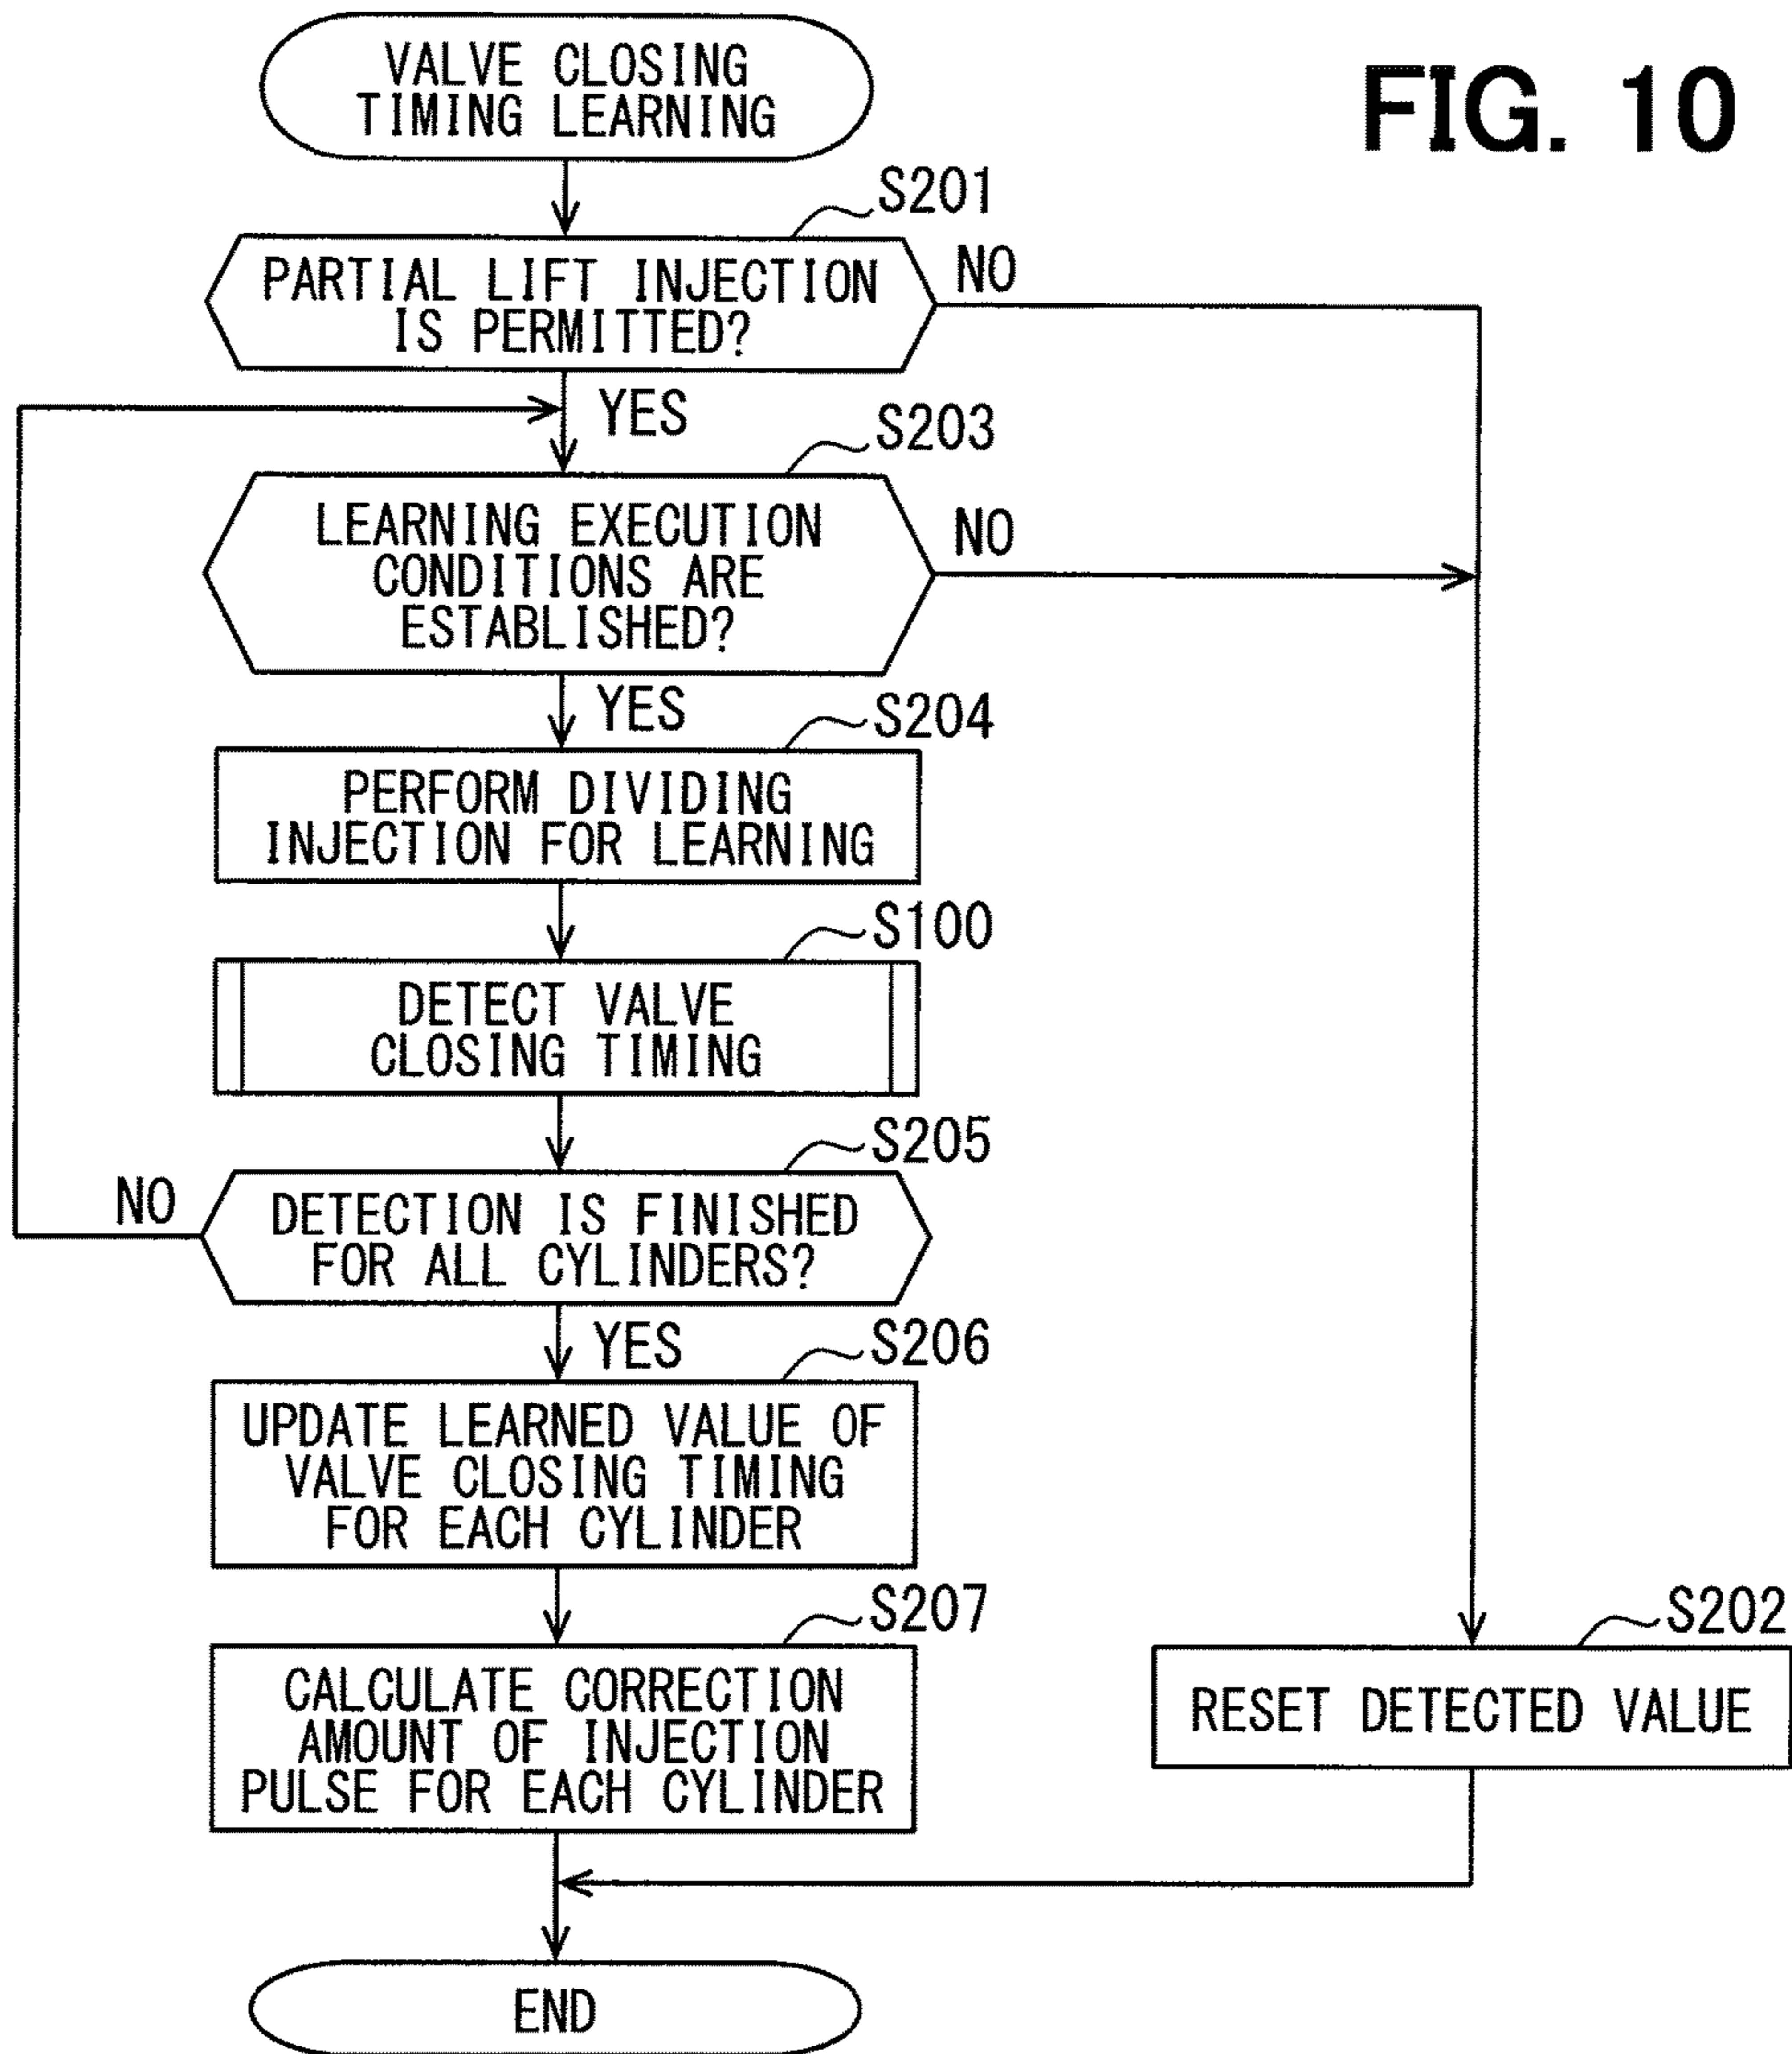 FIG. 10
VALVE CLOSING
TIMING LEARNING
S201
PARTIAL LIFT INJECTION
IS PERMITTED?
NO
YES
S203
LEARNING EXECUTION
CONDITIONS ARE
ESTABLISHED?
NO
YES
S204
PERFORM DIVIDING
INJECTION FOR LEARNING
S100
DETECT VALVE
CLOSING TIMING
S205
DETECTION IS FINISHED
FOR ALL CYLINDERS?
NO
YES
S206
UPDATE LEARNED VALUE OF
VALVE CLOSING TIMING
FOR EACH CYLINDER
S207
CALCULATE CORRECTION
AMOUNT OF INJECTION
PULSE FOR EACH CYLINDER
S202
RESET DETECTED VALUE
END